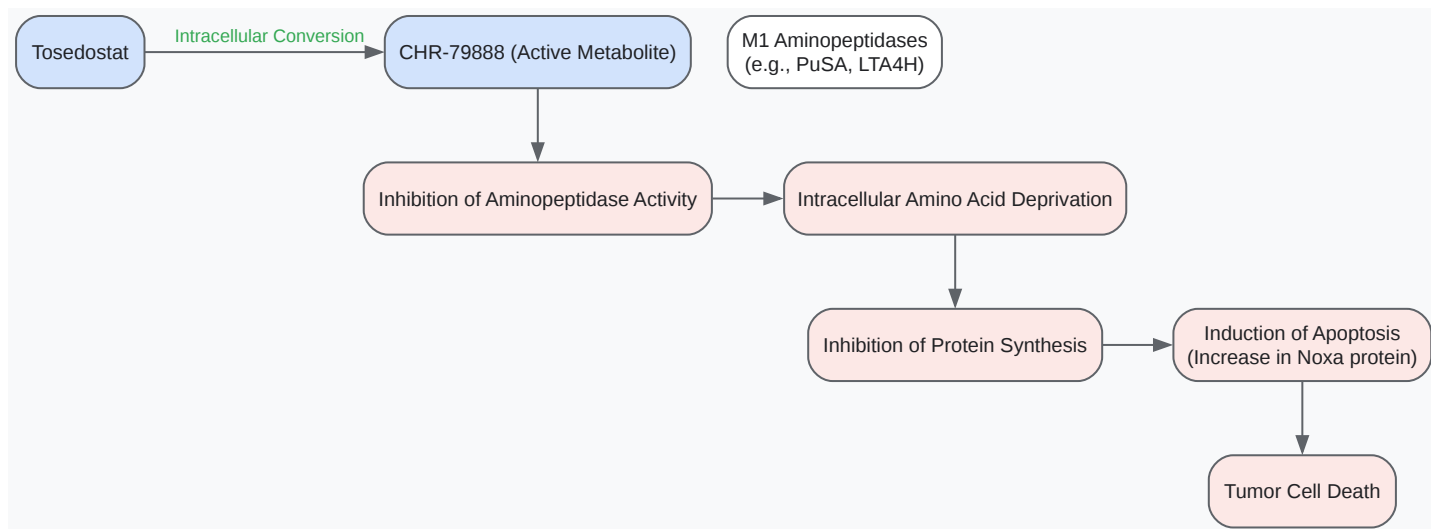 Tosedostat
Intracellular Conversion
CHR-79888 (Active Metabolite)
M1 Aminopeptidases
(e.g., PuSA, LTA4H)
Inhibition of Aminopeptidase Activity
Intracellular Amino Acid Deprivation
Inhibition of Protein Synthesis
Induction of Apoptosis
(Increase in Noxa protein)
Tumor Cell Death